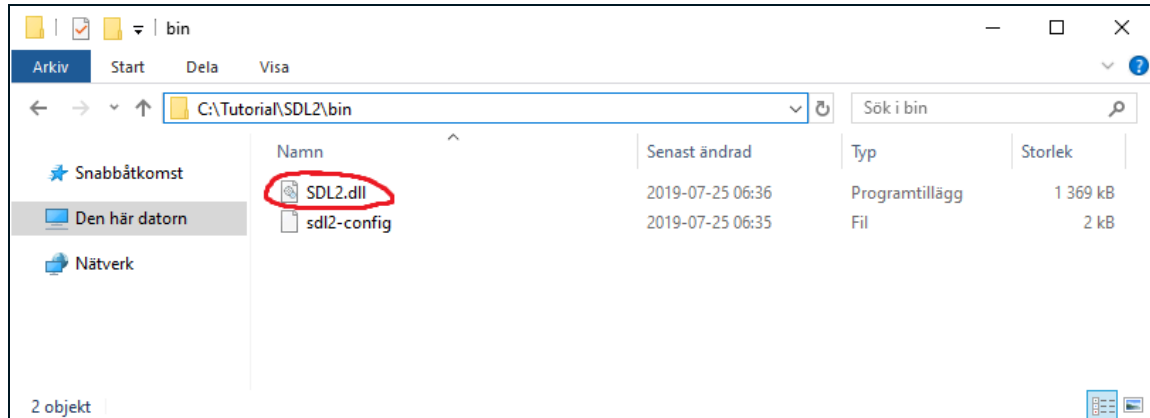 bin
Arkiv Start Dela Visa
C:\Tutorial\SDL2\bin Sök i bin
Namn Senast ändrad Typ Storlek
Snabbåtkomst
SDL2.dll 2019-07-25 06:36 Programtillägg 1 369 kB
Den här datorn
sdl2-config 2019-07-25 06:35 Fil 2 kB
Nätverk
2 objekt